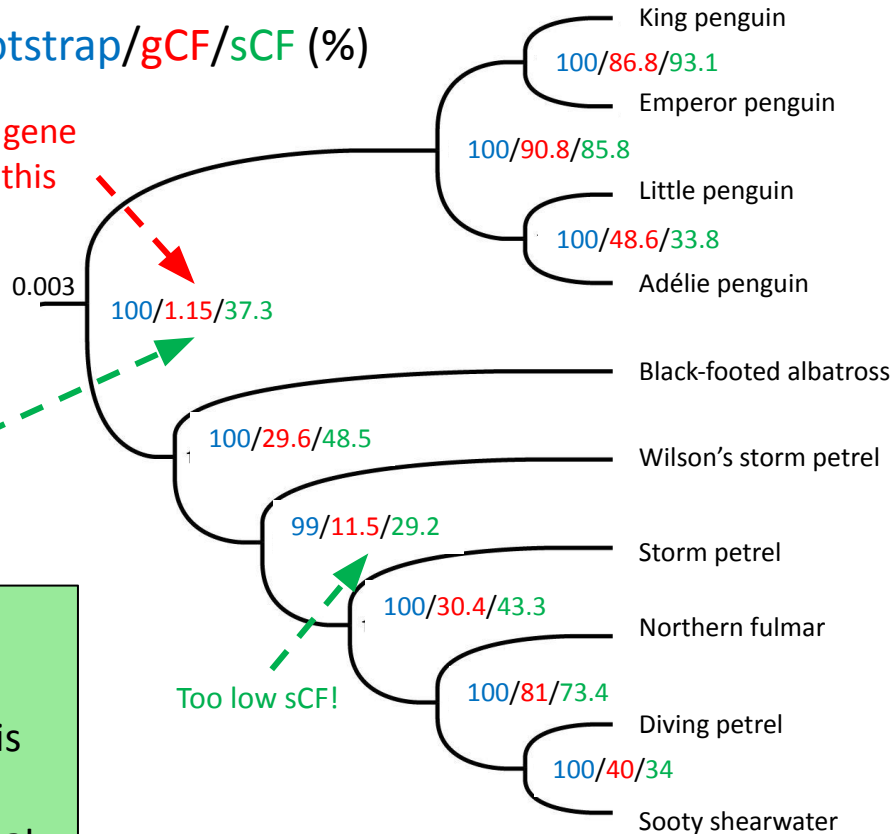 otstrap/gCF/sCF (%)
King penguin
100/86.8/93.1
Emperor penguin
gene
this
100/90.8/85.8
Little penguin
100/48.6/33.8
Adélie penguin
0.003
100/1.15/37.3
Black-footed albatross
100/29.6/48.5
Wilson's storm petrel
99/11.5/29.2
Storm petrel
100/30.4/43.3
Northern fulmar
Too low sCF!
100/81/73.4
is
Diving petrel
100/40/34
Sooty shearwater